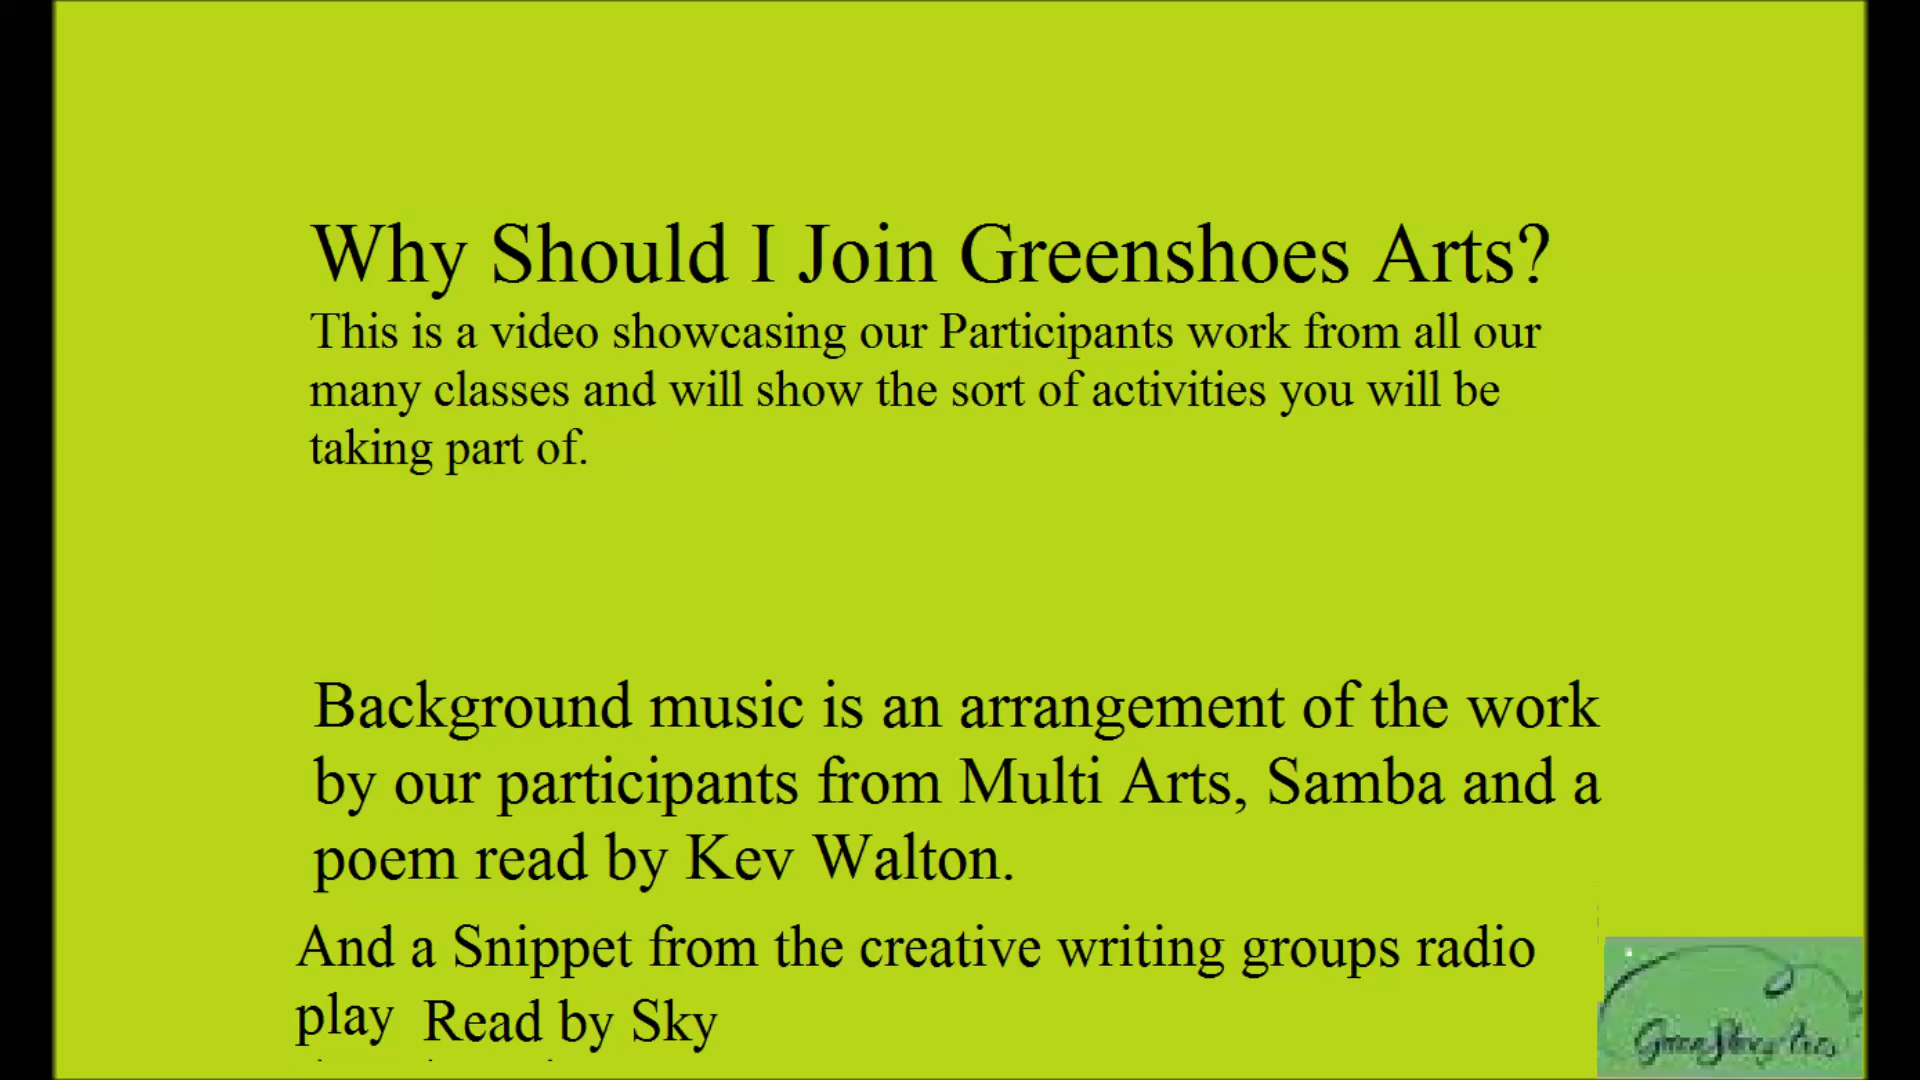 Why Should I Join Greenshoes Arts?
This is a video showcasing our Participants work from all our
many classes and will show the sort of activities you will be
taking part of.
Background music is an arrangement of the work
by our participants from Multi Arts, Samba and a
poem read by Kev Walton.
And a Snippet from the creative writing groups radio
play Read by Sky